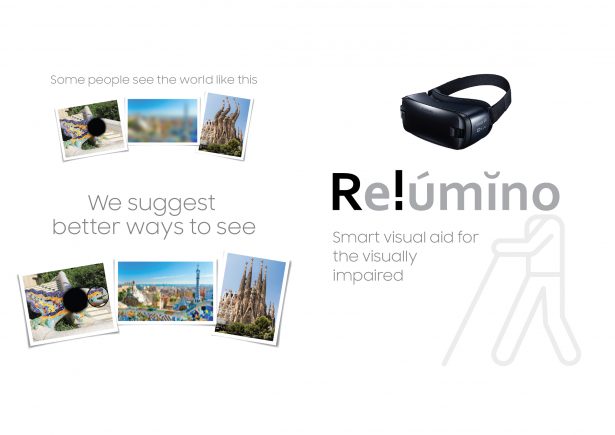 Some people see the world like this
We suggest
better ways to see
Re!úmĭno
Smart visual aid for
the visually
impaired